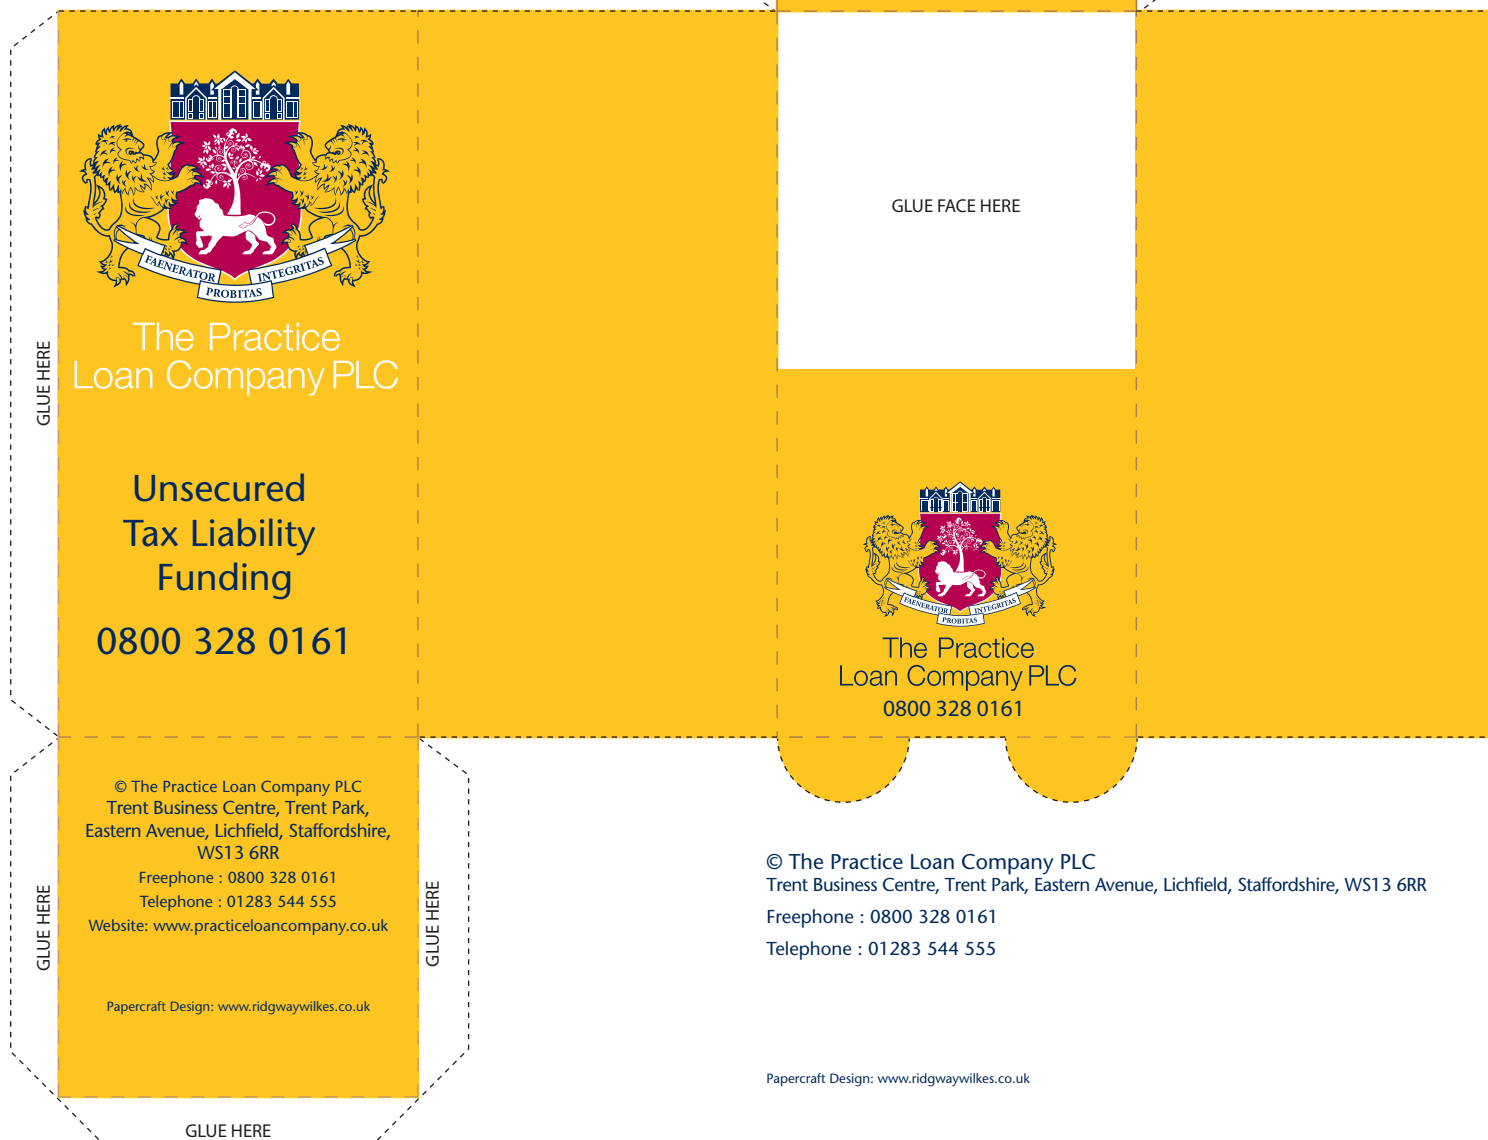 FAENERATOR
PROBITAS
INTEGRITAS
The Practice
Loan Company PLC
GLUE HERE
Unsecured
Tax Liability
Funding
0800 328 0161
GLUE FACE HERE
FAENERATOR
PROBITAS
INTEGRITAS
The Practice
Loan Company PLC
0800 328 0161
© The Practice Loan Company PLC
Trent Business Centre, Trent Park,
Eastern Avenue, Lichfield, Staffordshire,
WS13 6RR
Freephone : 0800 328 0161
Telephone : 01283 544 555
Website: www.practiceloancompany.co.uk
Papercraft Design: www.ridgwaywilkes.co.uk
GLUE HERE
GLUE HERE
GLUE HERE
© The Practice Loan Company PLC
Trent Business Centre, Trent Park, Eastern Avenue, Lichfield, Staffordshire, WS13 6RR
Freephone : 0800 328 0161
Telephone : 01283 544 555
Papercraft Design: www.ridgwaywilkes.co.uk